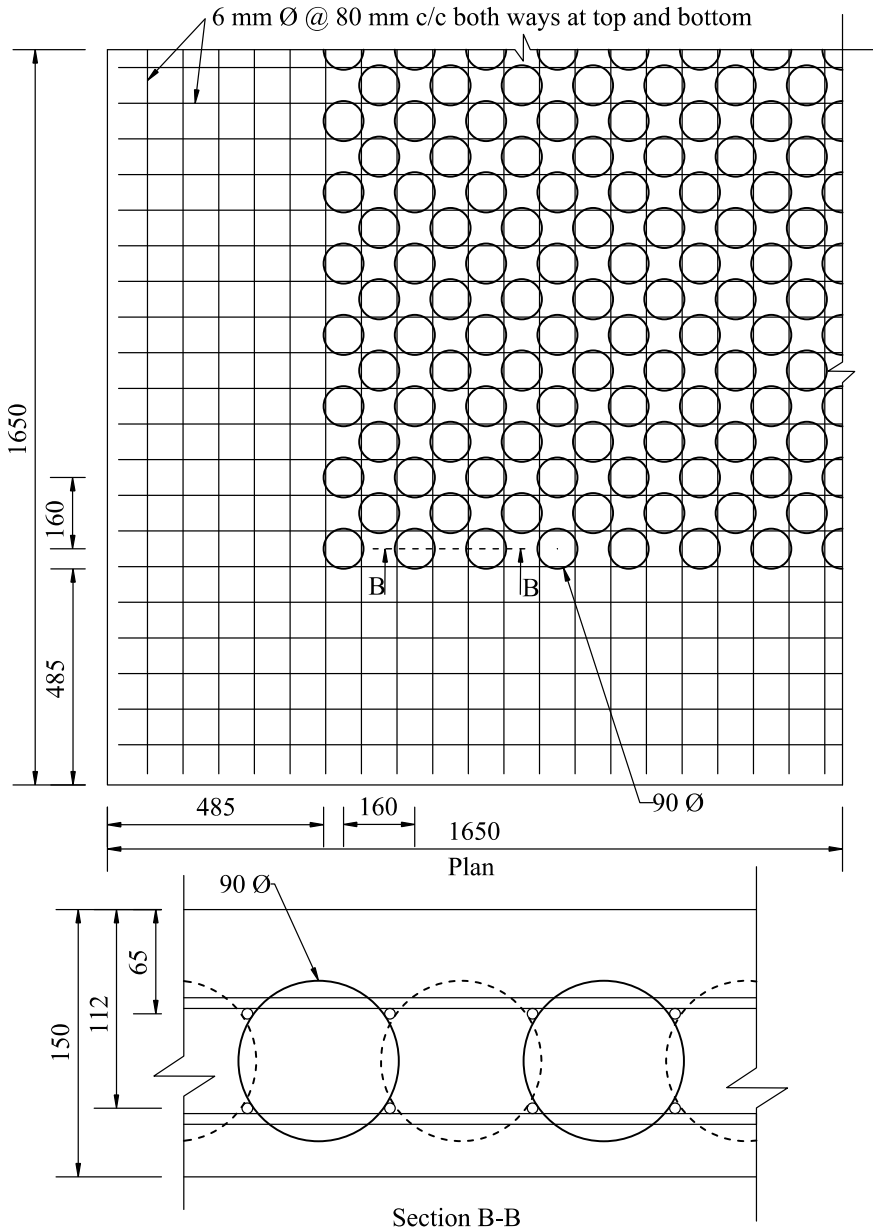 6 mm Ø @ 80 mm c/c both ways at top and bottom
1650
160
485
B
B
90 Ø
485
160
1650
Plan
90 Ø
65
112
150
Section B-B